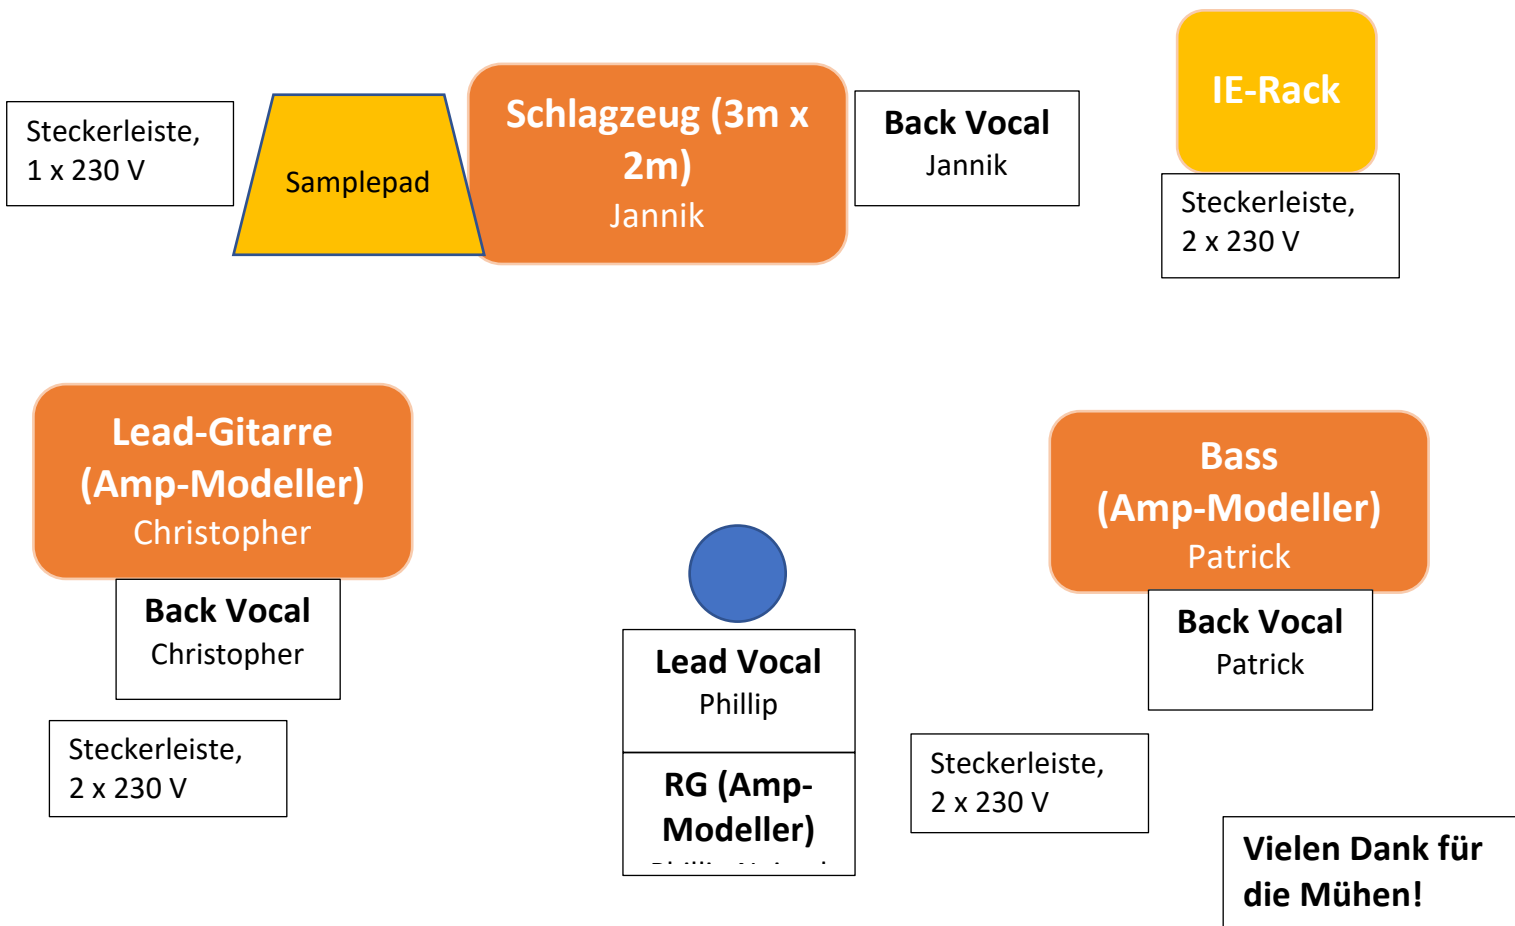 Steckerleiste,
1 x 230 V
Samplepad
Schlagzeug (3m x
2m)
Jannik
Back Vocal
Jannik
IE-Rack
Steckerleiste,
2 x 230 V
Lead-Gitarre
(Amp-Modeller)
Christopher
Back Vocal
Christopher
Steckerleiste,
2 x 230 V
Lead Vocal
Phillip
RG (Amp-
Modeller)
Bass
(Amp-Modeller)
Patrick
Back Vocal
Patrick
Steckerleiste,
2 x 230 V
Vielen Dank für
die Mühen!